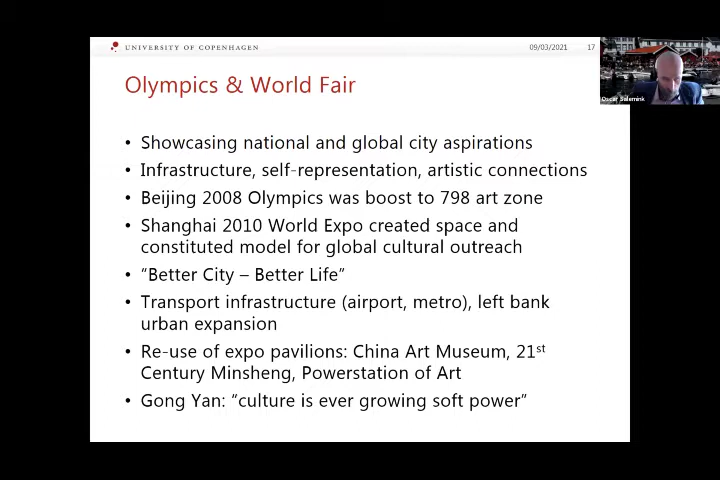 UNIVERSITY OF COPENHAGEN
09/03/2021 17
Olympics & World Fair
• Showcasing national and global city aspirations
• Infrastructure, self-representation, artistic connections
• Beijing 2008 Olympics was boost to 798 art zone
• Shanghai 2010 World Expo created space and
constituted model for global cultural outreach
• “Better City – Better Life”
• Transport infrastructure (airport, metro), left bank
urban expansion
• Re-use of expo pavilions: China Art Museum, 21st
Century Minsheng, Powerstation of Art
• Gong Yan: “culture is ever growing soft power”
Oscar Salemink